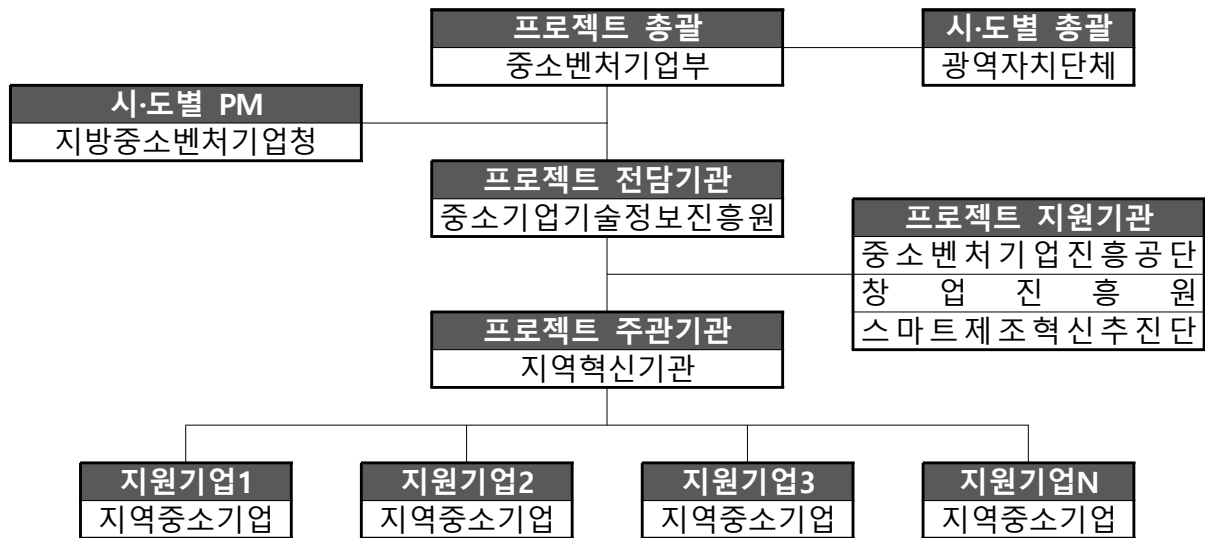 프로젝트 총괄
중소벤처기업부
시·도별 총괄
광역자치단체
시·도별 PM
지방중소벤처기업청
프로젝트 전담기관
중소기업기술정보진흥원
프로젝트 지원기관
중소벤처기업진흥공단
창업진흥원
스마트제조혁신추진단
프로젝트 주관기관
지역혁신기관
지원기업1
지역중소기업
지원기업2
지역중소기업
지원기업3
지역중소기업
지원기업N
지역중소기업